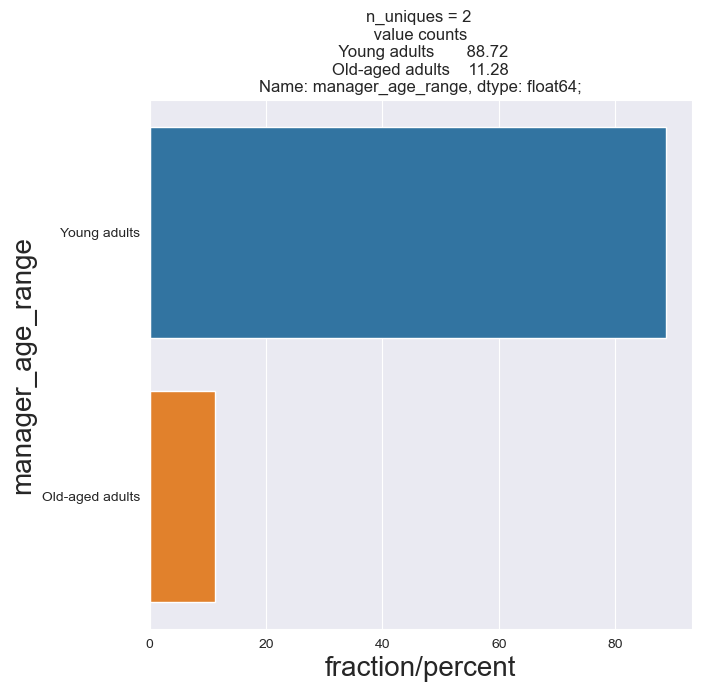 n_uniques = 2
value counts
Young adults 88.72
Old-aged adults 11.28
Name: manager_age_range, dtype: float64;
manager_age_range
Young adults
Old-aged adults
0 20 40 60 80
fraction/percent